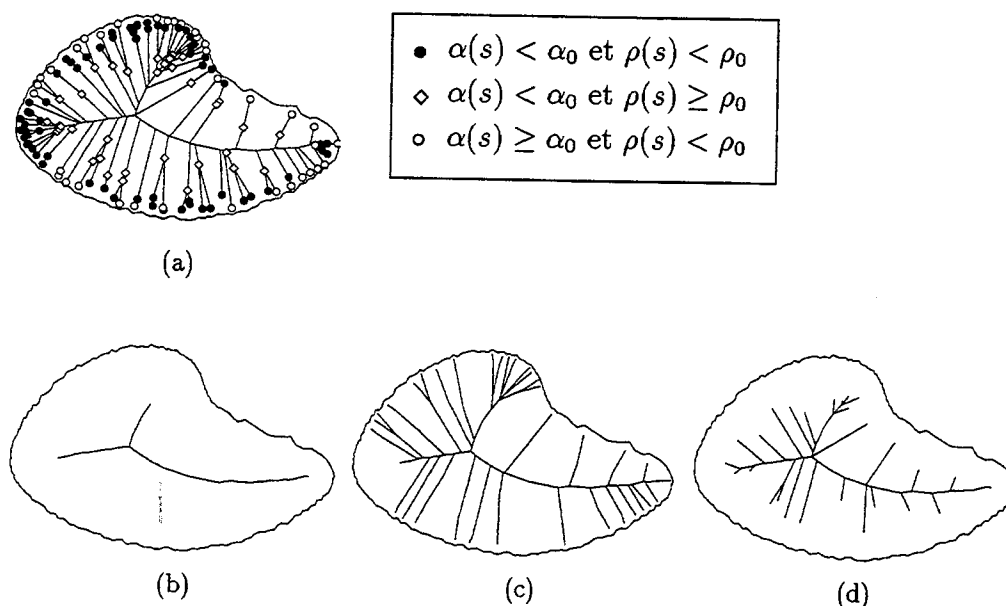 α(s) < α₀ et ρ(s) < ρ₀
α(s) < α₀ et ρ(s) ≥ ρ₀
α(s) ≥ α₀ et ρ(s) < ρ₀
(a)
(b)
(c)
(d)